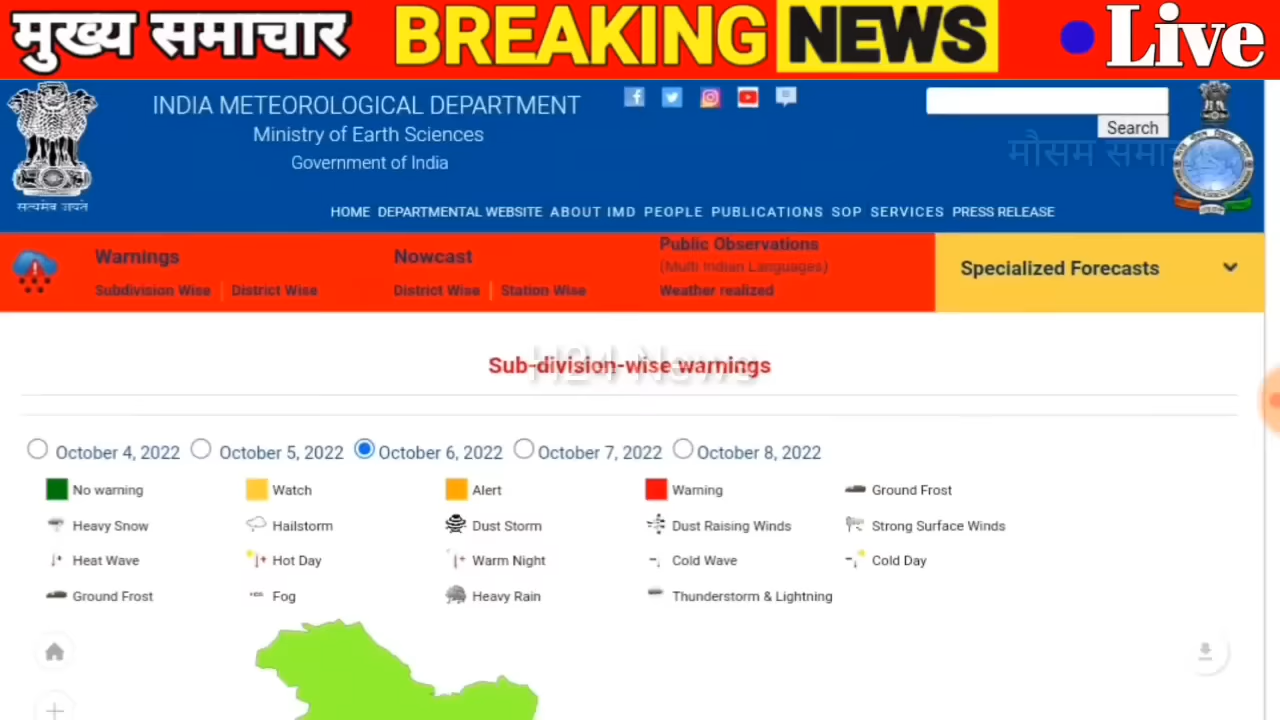 मुख्य समाचार BREAKING NEWS Live
INDIA METEOROLOGICAL DEPARTMENT
Ministry of Earth Sciences
Government of India
Search
मौसम समा
सत्यमेव जयते
HOME DEPARTMENTAL WEBSITE ABOUT IMD PEOPLE PUBLICATIONS SOP SERVICES PRESS RELEASE
Warnings
Subdivision Wise District Wise
Nowcast
District Wise Station Wise
Public Observations
(Multi Indian Languages)
Weather realized
Specialized Forecasts
Sub-division-wise warnings
H24 News
October 4, 2022 October 5, 2022 October 6, 2022 October 7, 2022 October 8, 2022
No warning Watch Alert Warning Ground Frost
Heavy Snow Hailstorm Dust Storm Dust Raising Winds Strong Surface Winds
Heat Wave Hot Day Warm Night Cold Wave Cold Day
Ground Frost Fog Heavy Rain Thunderstorm & Lightning